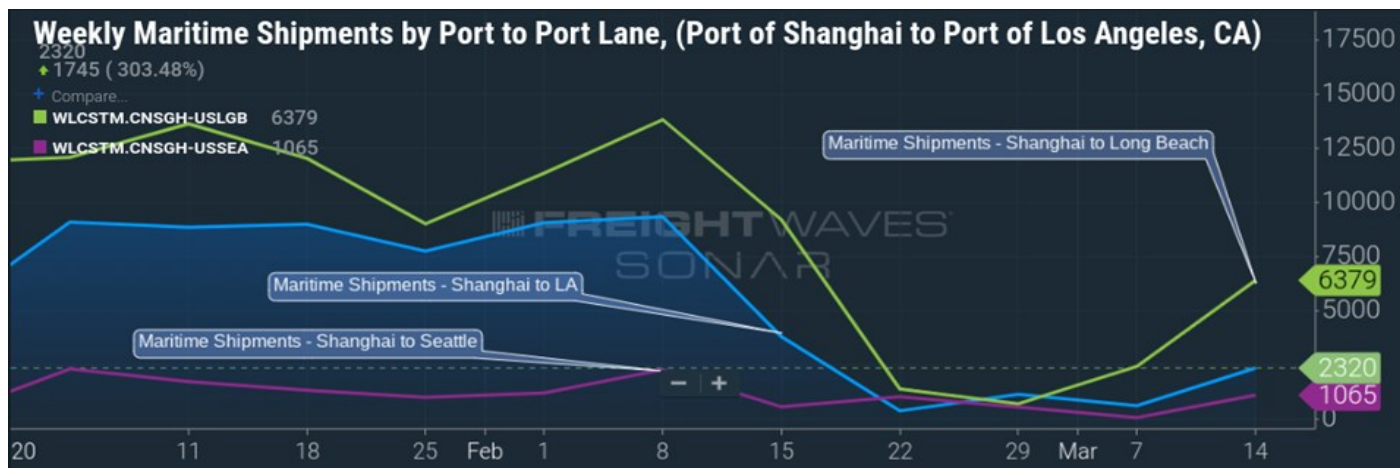 Weekly Maritime Shipments by Port to Port Lane, (Port of Shanghai to Port of Los Angeles, CA)
2320
1745 ( 303.48%)
+ Compare...
WLCSTM.CNSGH-USLGB 6379
WLCSTM.CNSGH-USSEA 1065
17500
15000
Maritime Shipments - Shanghai to Long Beach
12500
10000
FREIGHTWAVES
SONAR
7500
Maritime Shipments - Shanghai to LA
6379
5000
Maritime Shipments - Shanghai to Seattle
2320
− +
1065
0
20 11 18 25 Feb 1 8 15 22 29 Mar 7 14